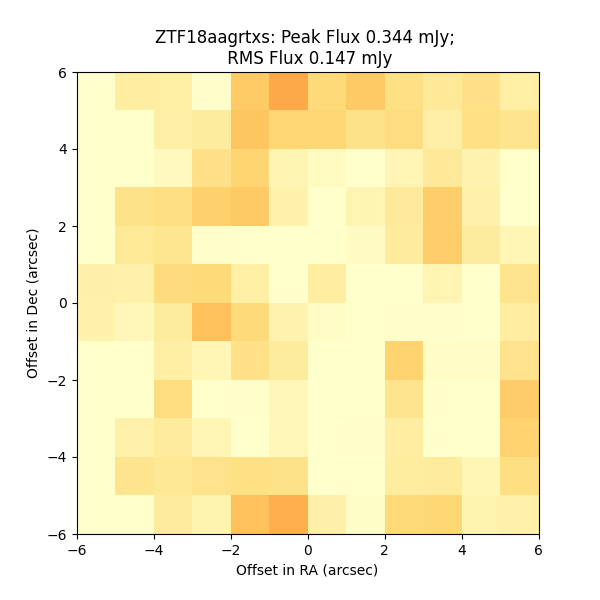 ZTF18aagrtxs: Peak Flux 0.344 mJy;
RMS Flux 0.147 mJy
6
4
2
0
−2
−4
−6
Offset in Dec (arcsec)
−6 −4 −2 0 2 4 6
Offset in RA (arcsec)